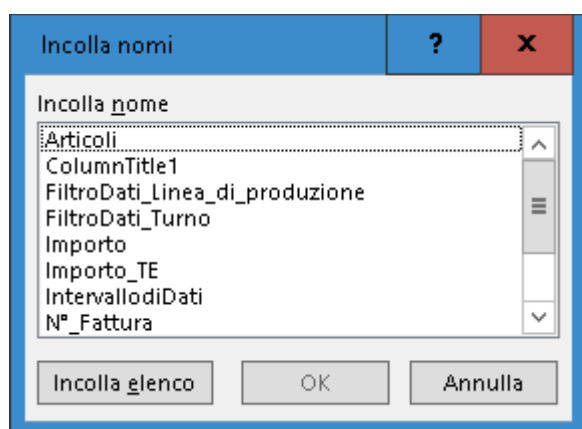 Incolla nomi ? x
Incolla nome
Articoli
ColumnTitle1
FiltroDati_Linea_di_produzione
FiltroDati_Turno
Importo
Importo_TE
IntervallodiDati
N°_Fattura
Incolla elenco OK Annulla